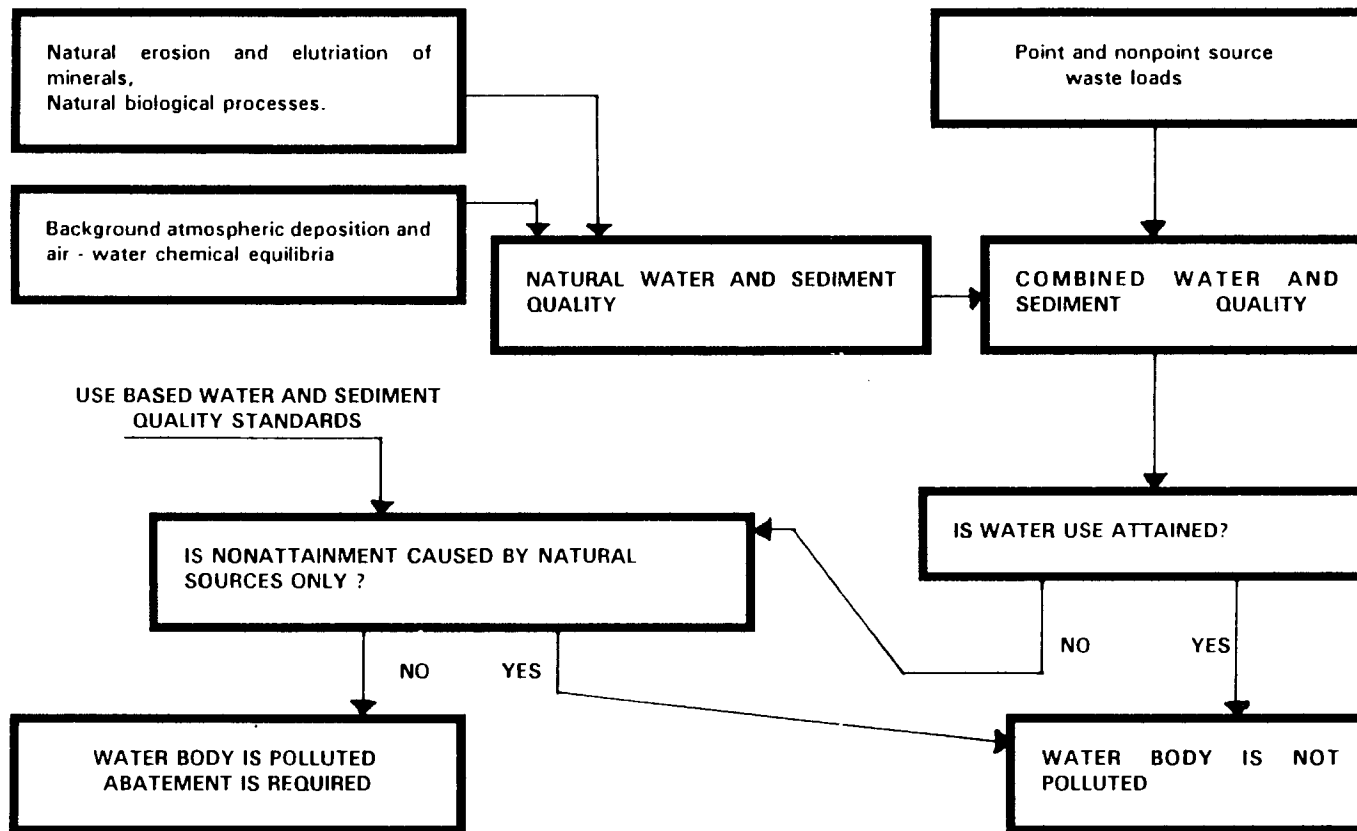 Natural erosion and elutriation of
minerals,
Natural biological processes.
Point and nonpoint source
waste loads
Background atmospheric deposition and
air - water chemical equilibria
NATURAL WATER AND SEDIMENT
QUALITY
COMBINED WATER AND
SEDIMENT QUALITY
USE BASED WATER AND SEDIMENT
QUALITY STANDARDS
IS NONATTAINMENT CAUSED BY NATURAL
SOURCES ONLY ?
IS WATER USE ATTAINED?
NO YES
NO YES
WATER BODY IS POLLUTED
ABATEMENT IS REQUIRED
WATER BODY IS NOT
POLLUTED